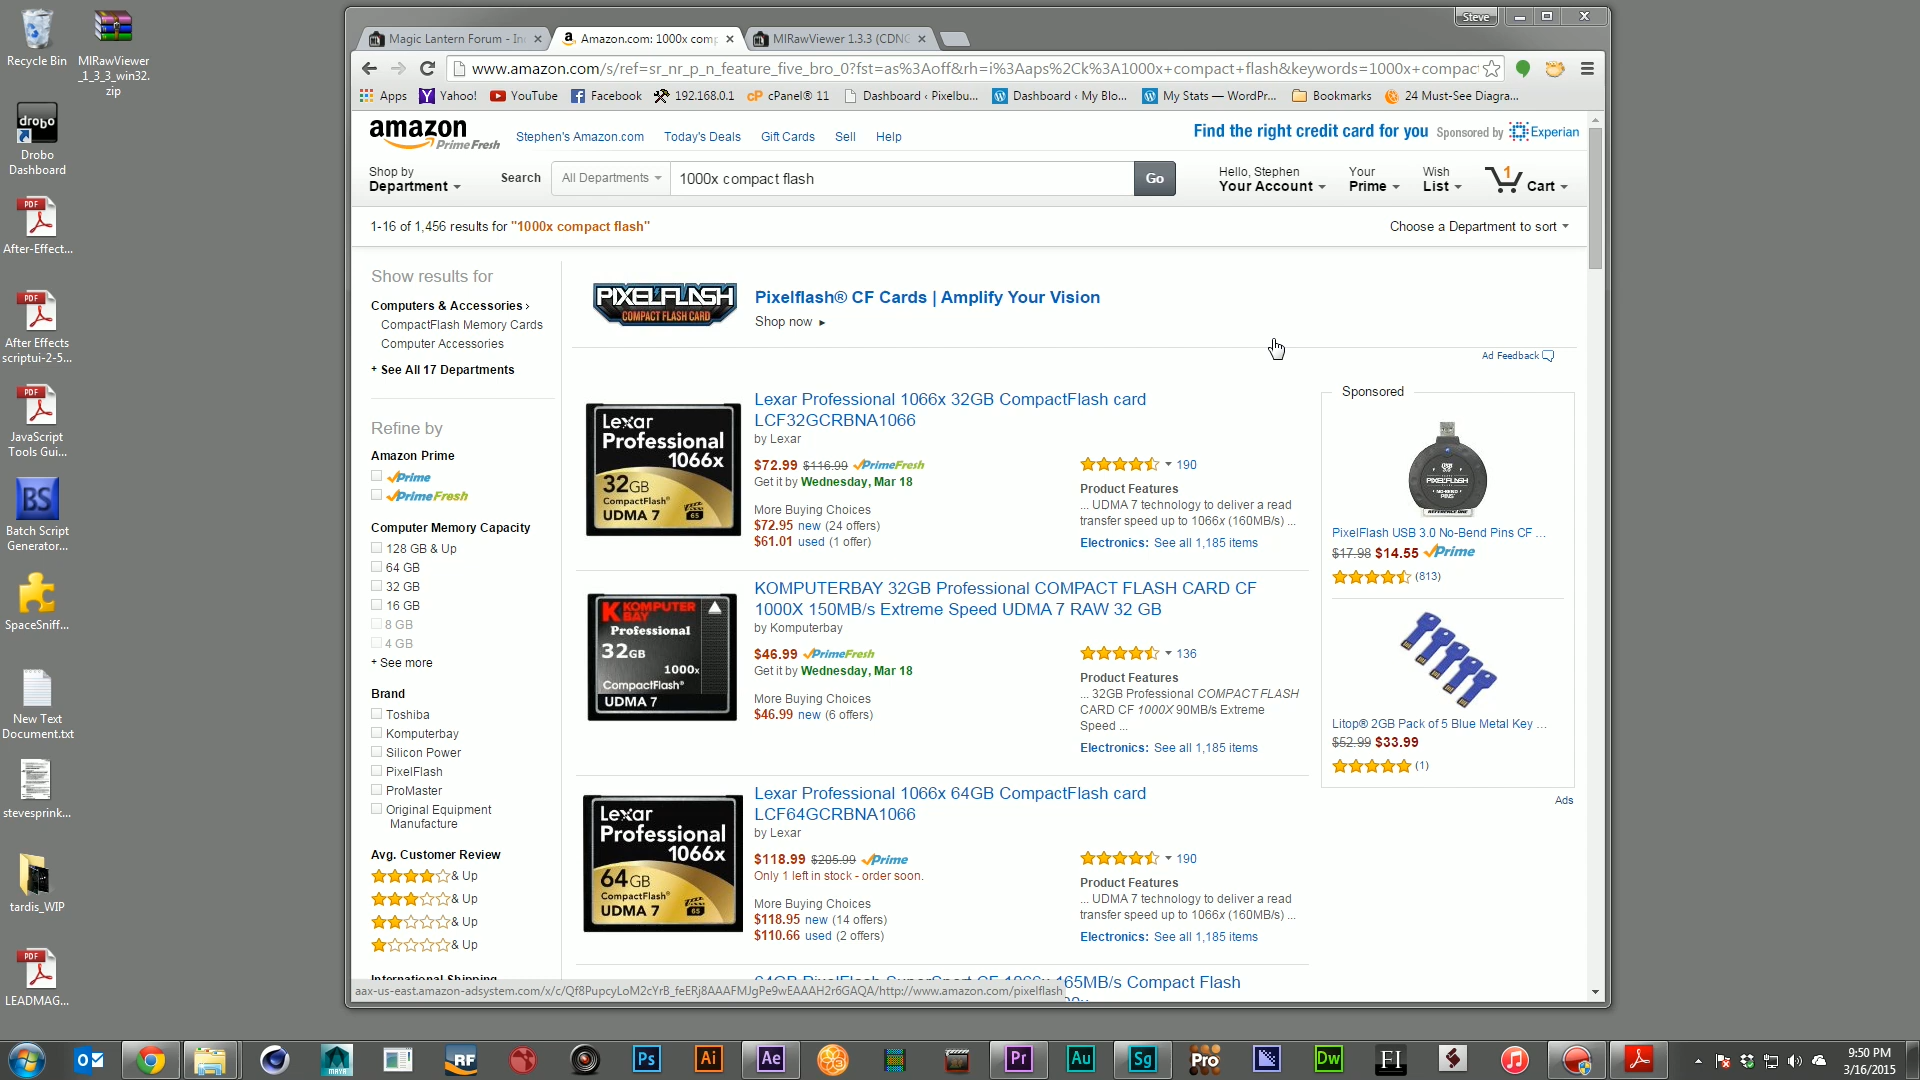 Recycle Bin
MlRawViewer
_1_3_3_win32.
zip
drobo
Drobo
Dashboard
After-Effect...
After Effects
scriptui-2-5...
JavaScript
Tools Gui...
BS
Batch Script
Generator...
SpaceSniff...
New Text
Document.txt
stevesprink...
tardis_WIP
LEADMAG...
Steve
Magic Lantern Forum - In
Amazon.com: 1000x comp
MlRawViewer 1.3.3 (CDNG
www.amazon.com/s/ref=sr_nr_p_n_feature_five_bro_0?fst=as%3Aoff&rh=i%3Aaps%2Ck%3A1000x+compact+flash&keywords=1000x+compac
Apps
Yahoo!
YouTube
Facebook
192.168.0.1
cPanel® 11
Dashboard ‹ Pixelbu...
Dashboard ‹ My Blo...
My Stats — WordPr...
Bookmarks
24 Must-See Diagra...
amazon
PrimeFresh
Stephen's Amazon.com
Today's Deals
Gift Cards
Sell
Help
Find the right credit card for you
Sponsored by
Experian
Shop by
Department
Search
All Departments
1000x compact flash
Go
Hello, Stephen
Your Account
Your
Prime
Wish
List
1
Cart
1-16 of 1,456 results for "1000x compact flash"
Choose a Department to sort
Show results for
Computers & Accessories ›
CompactFlash Memory Cards
Computer Accessories
+ See All 17 Departments
Refine by
Amazon Prime
Prime
PrimeFresh
Computer Memory Capacity
128 GB & Up
64 GB
32 GB
16 GB
8 GB
4 GB
+ See more
Brand
Toshiba
Komputerbay
Silicon Power
PixelFlash
ProMaster
Original Equipment
Manufacture
Avg. Customer Review
& Up
& Up
& Up
& Up
International Shipping
PIXELFLASH
COMPACT FLASH CARD
Pixelflash® CF Cards | Amplify Your Vision
Shop now ►
Ad Feedback
Lexar
Professional
1066x
32GB
CompactFlash®
UDMA 7
65
Lexar Professional 1066x 32GB CompactFlash card
LCF32GCRBNA1066
by Lexar
$72.99 $116.99 PrimeFresh
Get it by Wednesday, Mar 18
More Buying Choices
$72.95 new (24 offers)
$61.01 used (1 offer)
190
Product Features
... UDMA 7 technology to deliver a read
transfer speed up to 1066x (160MB/s) ...
Electronics: See all 1,185 items
K KOMPUTER
BAY
Professional
32GB
1000x
CompactFlash®
UDMA 7
KOMPUTERBAY 32GB Professional COMPACT FLASH CARD CF
1000X 150MB/s Extreme Speed UDMA 7 RAW 32 GB
by Komputerbay
$46.99 PrimeFresh
Get it by Wednesday, Mar 18
More Buying Choices
$46.99 new (6 offers)
136
Product Features
... 32GB Professional COMPACT FLASH
CARD CF 1000X 90MB/s Extreme
Speed ...
Electronics: See all 1,185 items
Lexar
Professional
1066x
64GB
CompactFlash®
UDMA 7
65
Lexar Professional 1066x 64GB CompactFlash card
LCF64GCRBNA1066
by Lexar
$118.99 $205.99 Prime
Only 1 left in stock - order soon.
More Buying Choices
$118.95 new (14 offers)
$110.66 used (2 offers)
190
Product Features
... UDMA 7 technology to deliver a read
transfer speed up to 1066x (160MB/s) ...
Electronics: See all 1,185 items
64GB PixelFlash SuperSport CF 1066x 165MB/s Compact Flash
Sponsored
PIXELFLASH
PixelFlash USB 3.0 No-Bend Pins CF ...
$17.98 $14.55 Prime
(813)
Litop® 2GB Pack of 5 Blue Metal Key ...
$52.99 $33.99
(1)
Ads
aax-us-east.amazon-adsystem.com/x/c/Qf8PupcyLoM2cYrB_feERj8AAAFMJgPe9wEAAAH2r6GAQA/http://www.amazon.com/pixelflash
MAYA
RF
Ps
Ai
Ae
Pr
Au
Sg
Pro
Dw
FI
9:50 PM
3/16/2015